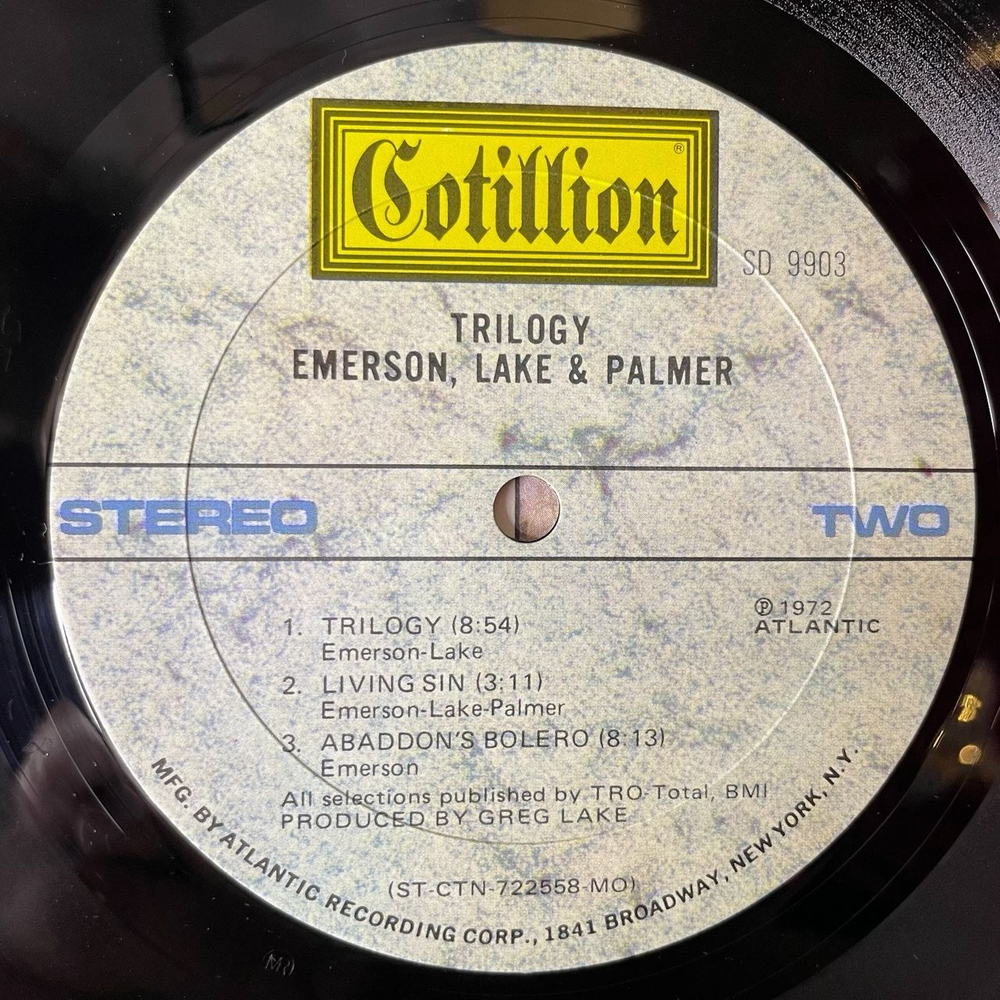 Cotillion®
SD 9903
TRILOGY
EMERSON, LAKE & PALMER
STEREO TWO
℗ 1972
ATLANTIC
1. TRILOGY (8:54)
Emerson-Lake
2. LIVING SIN (3:11)
Emerson-Lake-Palmer
3. ABADDON'S BOLERO (8:13)
Emerson
All selections published by TRO-Total, BMI
PRODUCED BY GREG LAKE
(ST-CTN-722558-MO)
MFG. BY ATLANTIC RECORDING CORP., 1841 BROADWAY, NEW YORK, N.Y.